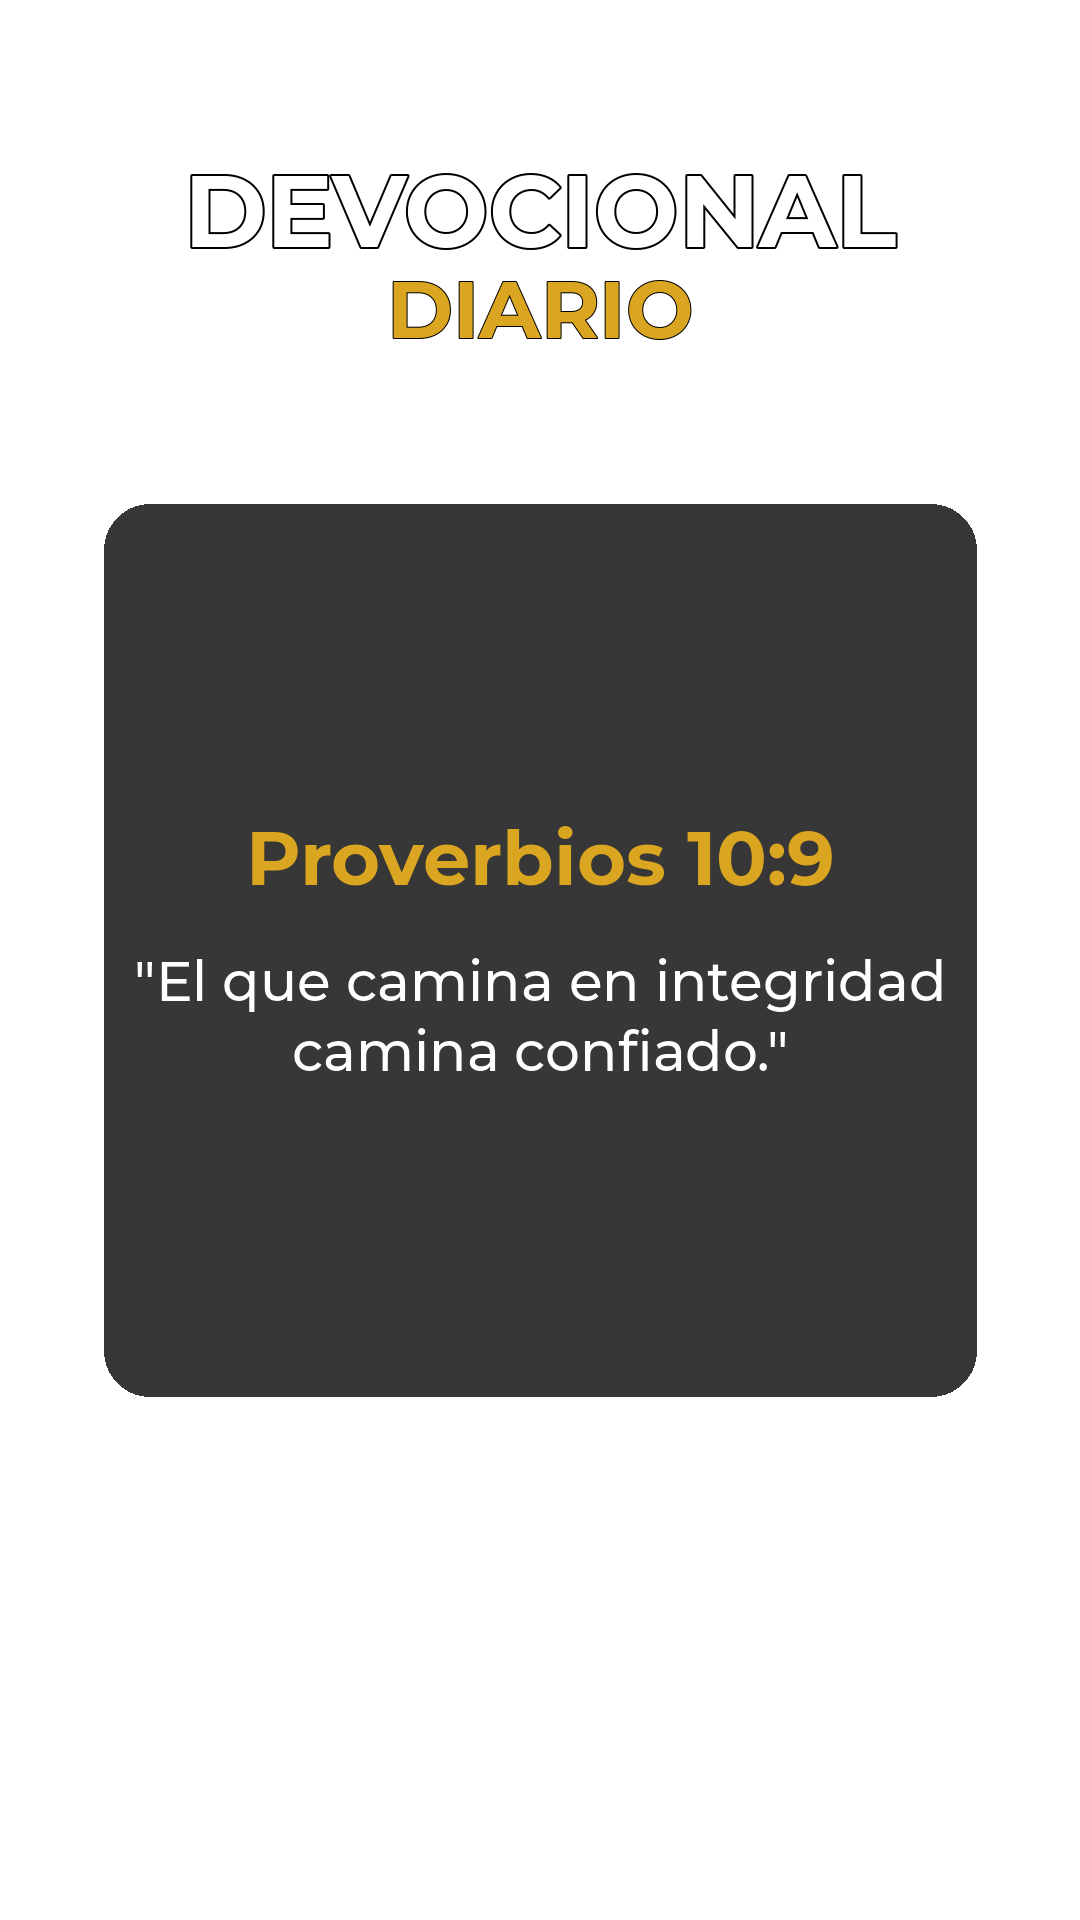 DEVOCIONAL
DIARIO
Proverbios 10:9
"El que camina en integridad
camina confiado."